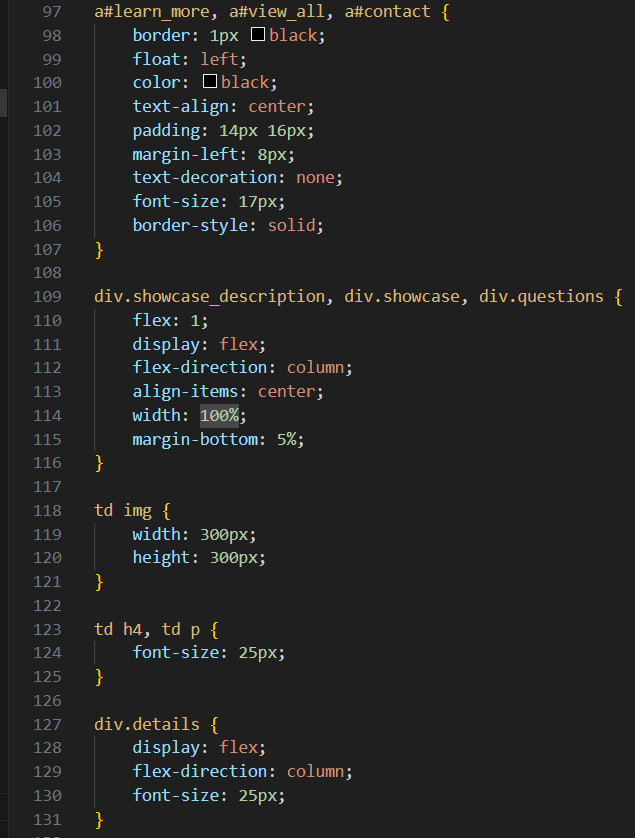 97 a#learn_more, a#view_all, a#contact {
98 border: 1px black;
99 float: left;
100 color: black;
101 text-align: center;
102 padding: 14px 16px;
103 margin-left: 8px;
104 text-decoration: none;
105 font-size: 17px;
106 border-style: solid;
107 }
108
109 div.showcase_description, div.showcase, div.questions {
110 flex: 1;
111 display: flex;
112 flex-direction: column;
113 align-items: center;
114 width: 100%;
115 margin-bottom: 5%;
116 }
117
118 td img {
119 width: 300px;
120 height: 300px;
121 }
122
123 td h4, td p {
124 font-size: 25px;
125 }
126
127 div.details {
128 display: flex;
129 flex-direction: column;
130 font-size: 25px;
131 }